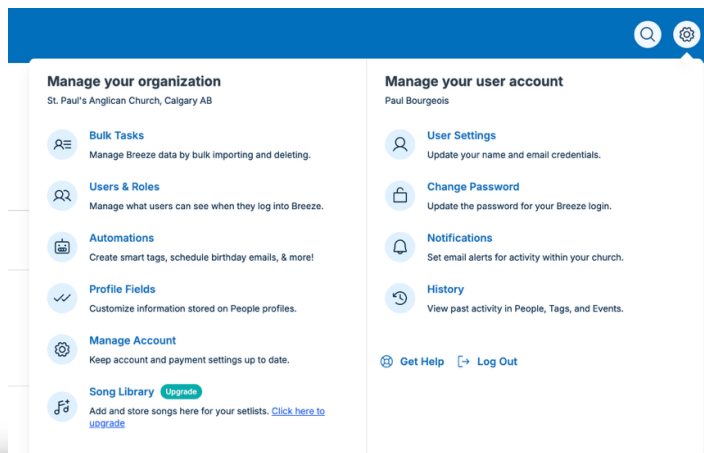 Manage your organization
St. Paul's Anglican Church, Calgary AB
Bulk Tasks
Manage Breeze data by bulk importing and deleting.
Users & Roles
Manage what users can see when they log into Breeze.
Automations
Create smart tags, schedule birthday emails, & more!
Profile Fields
Customize information stored on People profiles.
Manage Account
Keep account and payment settings up to date.
Song Library Upgrade
Add and store songs here for your setlists. Click here to
upgrade
Manage your user account
Paul Bourgeois
User Settings
Update your name and email credentials.
Change Password
Update the password for your Breeze login.
Notifications
Set email alerts for activity within your church.
History
View past activity in People, Tags, and Events.
Get Help Log Out